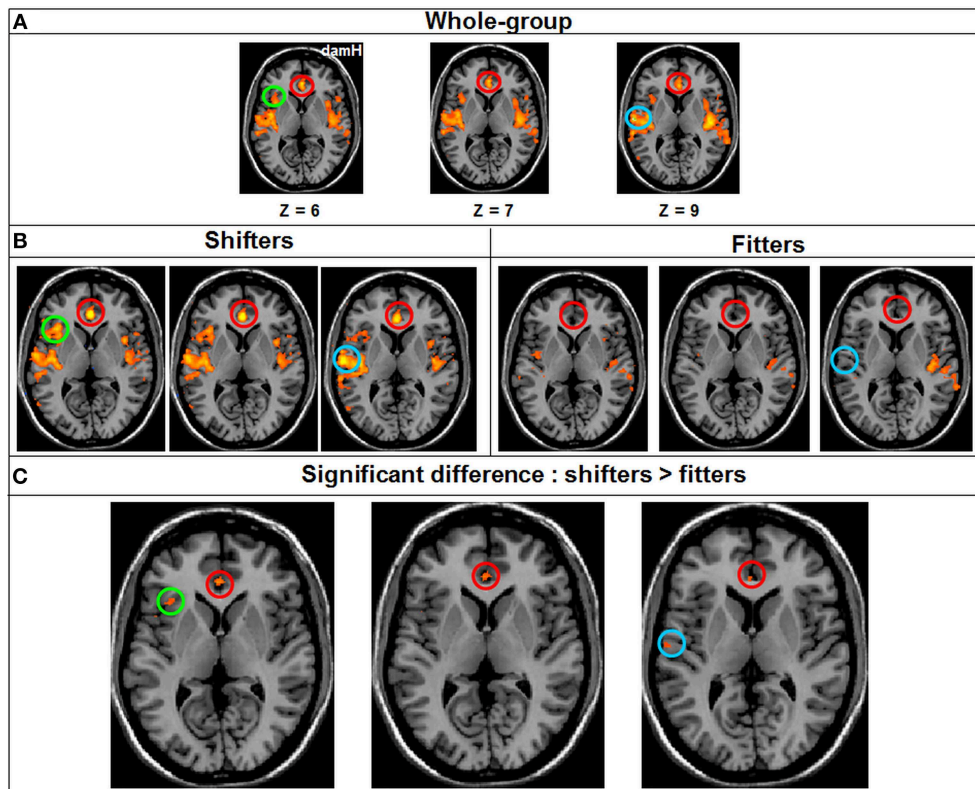 A
Whole-group
damH
Z = 6
Z = 7
Z = 9
B
Shifters
Fitters
C
Significant difference : shifters > fitters